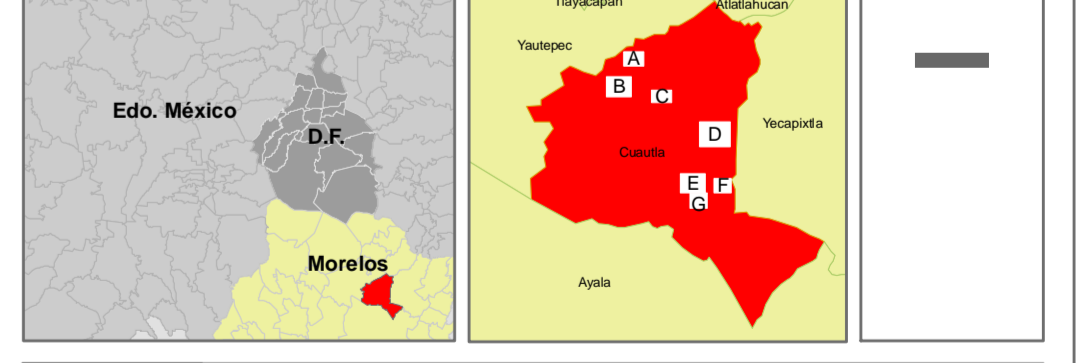 Edo. México
D.F.
Morelos
Tlayacapan
Atlatlahucan
Yautepec
A
B
C
Yecapixtla
D
Cuautla
E
F
G
Ayala